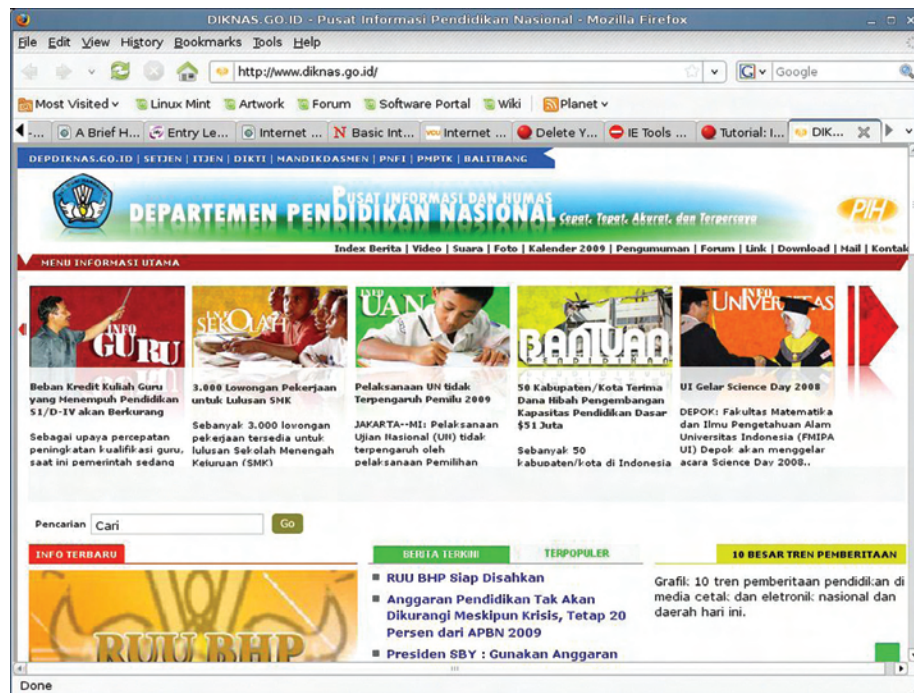 DIKNAS.GO.ID - Pusat Informasi Pendidikan Nasional - Mozilla Firefox
File Edit View History Bookmarks Tools Help
http://www.diknas.go.id/
Google
Most Visited Linux Mint Artwork Forum Software Portal Wiki Planet
-... A Brief H... Entry Le... Internet ... Basic Int... Internet ... Delete Y... IE Tools ... Tutorial: I... DIK...
DEPDIKNAS.GO.ID | SETJEN | ITJEN | DIKTI | MANDIKDASMEN | PNFI | PMPTK | BALITBANG
PUSAT INFORMASI DAN HUMAS
DEPARTEMEN PENDIDIKAN NASIONAL Cepat, Tepat, Akurat, dan Terpercaya
PIH
Index Berita | Video | Suara | Foto | Kalender 2009 | Pengumuman | Forum | Link | Download | Mail | Kontak
MENU INFORMASI UTAMA
INFO GURU
INFO SEKOLAH
INFO UAN
BANTUAN PENDIDIKAN
INFO UNIVERSITAS
Beban Kredit Kuliah Guru
yang Menempuh Pendidikan
S1/D-IV akan Berkurang
Sebagai upaya percepatan
peningkatan kualifikasi guru,
saat ini pemerintah sedang
3.000 Lowongan Pekerjaan
untuk Lulusan SMK
Sebanyak 3.000 lowongan
pekerjaan tersedia untuk
lulusan Sekolah Menengah
Kejuruan (SMK)
Pelaksanaan UN tidak
Terpengaruh Pemilu 2009
JAKARTA--MI: Pelaksanaan
Ujian Nasional (UN) tidak
terpengaruh oleh
pelaksanaan Pemilihan
50 Kabupaten/Kota Terima
Dana Hibah Pengembangan
Kapasitas Pendidikan Dasar
$51 Juta
Sebanyak 50
kabupaten/kota di Indonesia
UI Gelar Science Day 2008
DEPOK: Fakultas Matematika
dan Ilmu Pengetahuan Alam
Universitas Indonesia (FMIPA
UI) Depok akan menggelar
acara Science Day 2008..
Pencarian Cari Go
INFO TERBARU
RUU BHP
BERITA TERKINI TERPOPULER
RUU BHP Siap Disahkan
Anggaran Pendidikan Tak Akan
Dikurangi Meskipun Krisis, Tetap 20
Persen dari APBN 2009
Presiden SBY : Gunakan Anggaran
10 BESAR TREN PEMBERITAAN
Grafik 10 tren pemberitaan pendidikan di
media cetak dan eletronik nasional dan
daerah hari ini.
Done